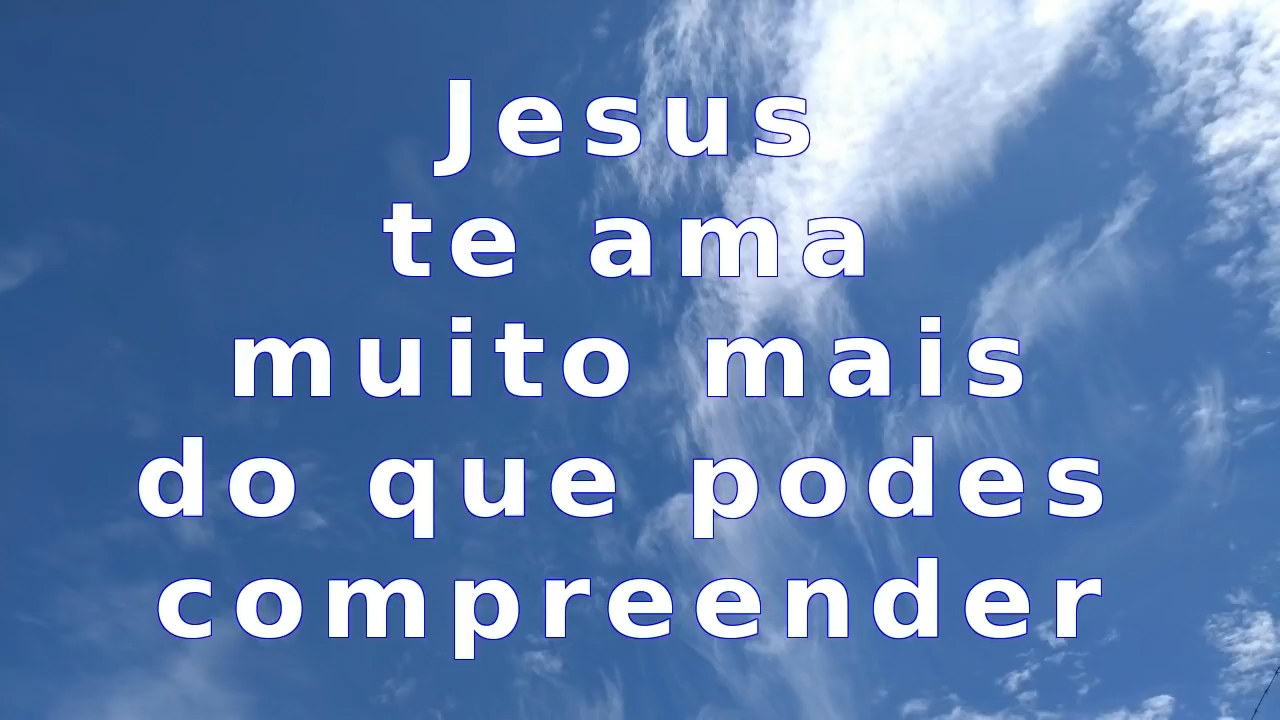 Jesus
te ama
muito mais
do que podes
compreender